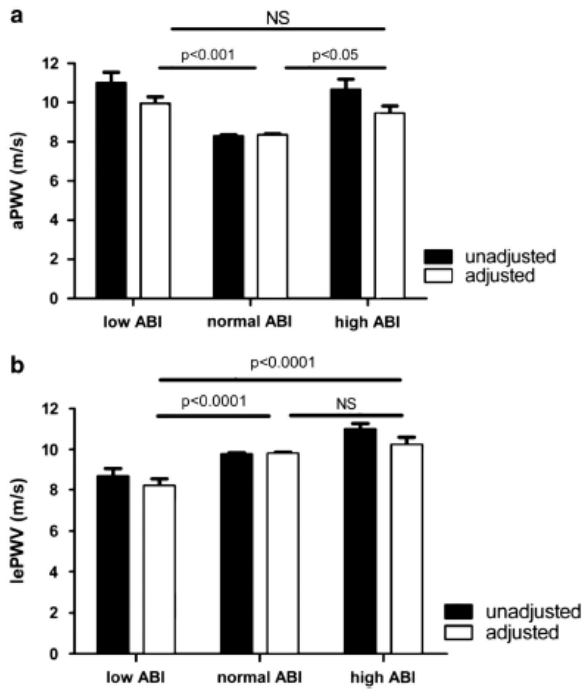 a
NS
p<0.001 p<0.05
12
10
8
6
4
2
0
aPWV (m/s)
unadjusted
adjusted
low ABI normal ABI high ABI
b
p<0.0001
p<0.0001 NS
12
10
8
6
4
2
0
lePWV (m/s)
unadjusted
adjusted
low ABI normal ABI high ABI